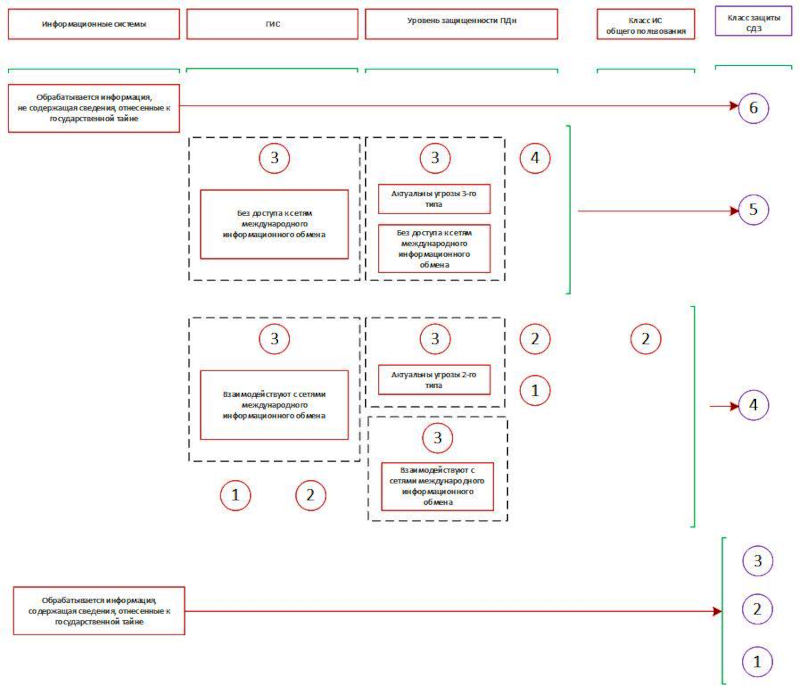 Информационные системы
ГИС
Уровень защищенности ПДн
Класс ИС
общего пользования
Класс защиты
СДЗ
Обрабатывается информация,
не содержащая сведения, отнесенные к
государственной тайне
6
3
3
4
Без доступа к сетям
международного
информационного обмена
Актуальны угрозы 3-го
типа
Без доступа к сетям
международного
информационного
обмена
5
3
3
2
2
Взаимодействуют с сетями
международного
информационного обмена
Актуальны угрозы 2-го
типа
1
4
3
Взаимодействуют с
сетями международного
информационного
обмена
1
2
3
Обрабатывается информация,
содержащая сведения, отнесенные к
государственной тайне
2
1